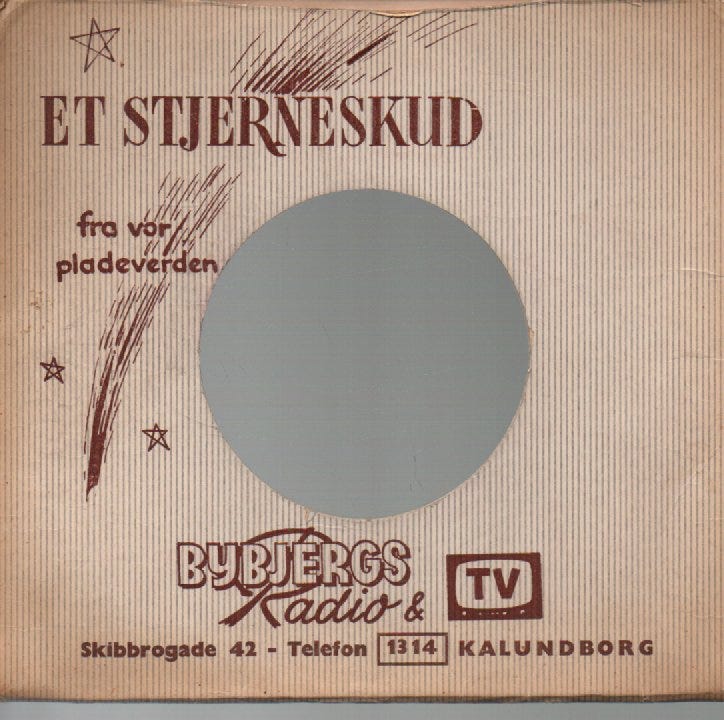 ET STJERNESKUD
fra vor
pladeverden
BYBJERGS
Radio & TV
Skibbrogade 42 - Telefon 1314 KALUNDBORG